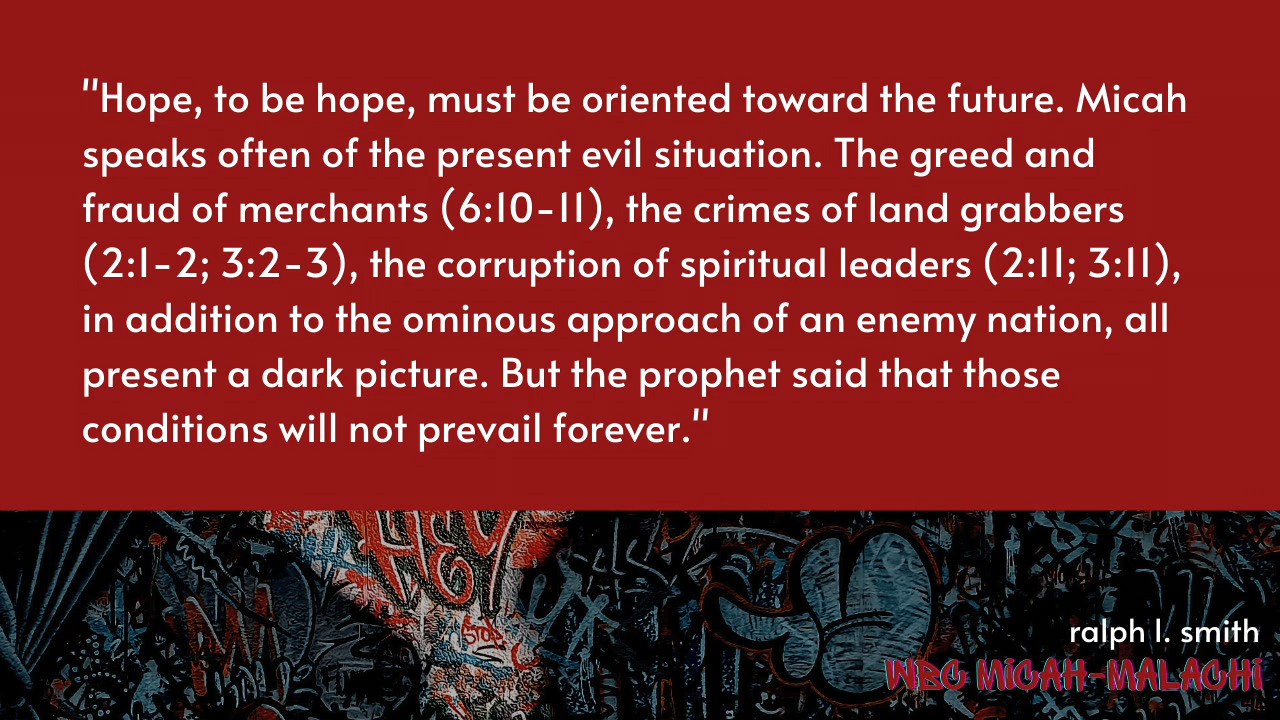 "Hope, to be hope, must be oriented toward the future. Micah
speaks often of the present evil situation. The greed and
fraud of merchants (6:10-11), the crimes of land grabbers
(2:1-2; 3:2-3), the corruption of spiritual leaders (2:11; 3:11),
in addition to the ominous approach of an enemy nation, all
present a dark picture. But the prophet said that those
conditions will not prevail forever."
HEY
STOP
ralph l. smith
WBC MICAH-MALACHI